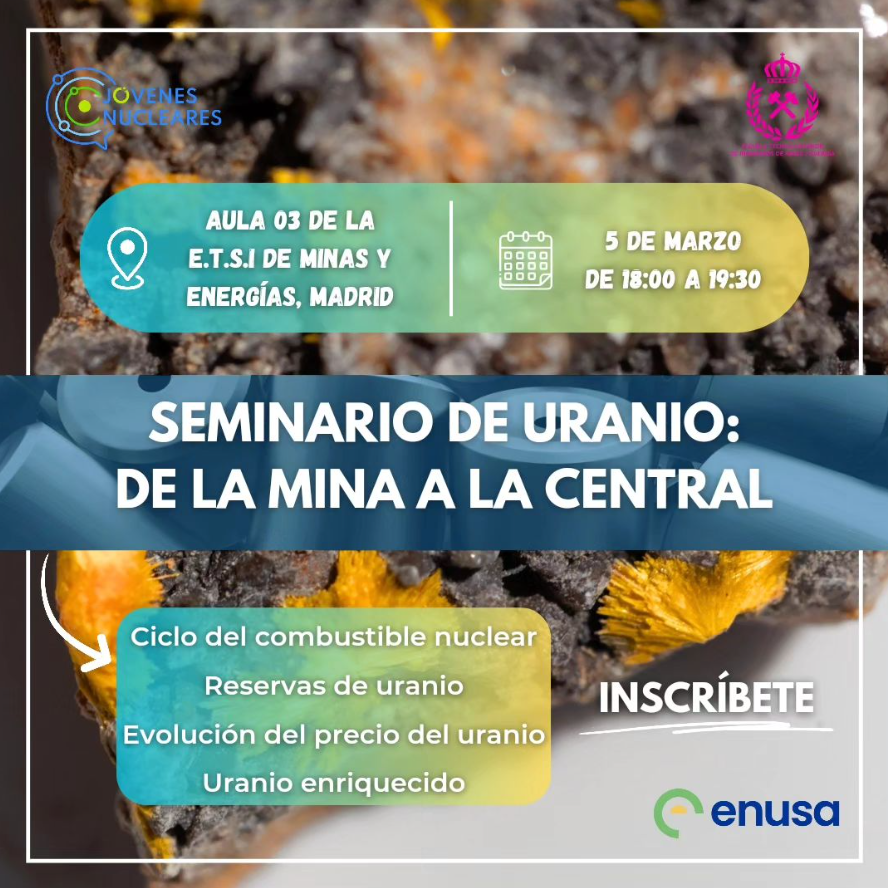 JÓVENES
NUCLEARES
AULA 03 DE LA
E.T.S.I DE MINAS Y
ENERGÍAS, MADRID
5 DE MARZO
DE 18:00 A 19:30
SEMINARIO DE URANIO:
DE LA MINA A LA CENTRAL
Ciclo del combustible nuclear
Reservas de uranio
Evolución del precio del uranio
Uranio enriquecido
INSCRÍBETE
enusa